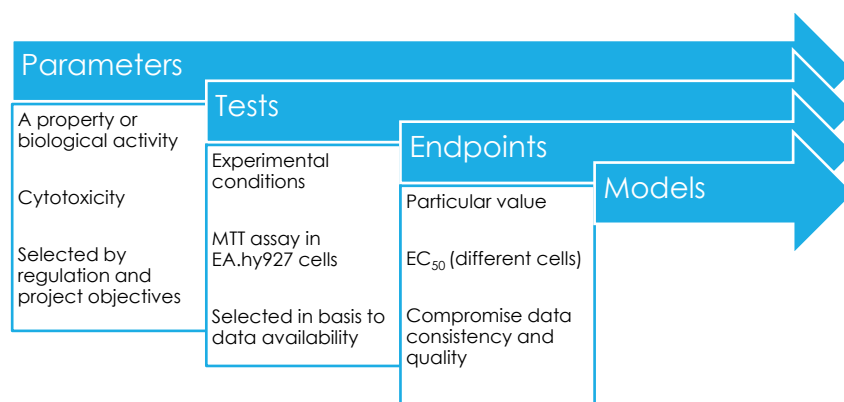 Parameters
A property or
biological activity
Cytotoxicity
Selected by
regulation and
project objectives
Tests
Experimental
conditions
MTT assay in
EA.hy927 cells
Selected in basis to
data availability
Endpoints
Particular value
EC₅₀ (different cells)
Compromise data
consistency and
quality
Models